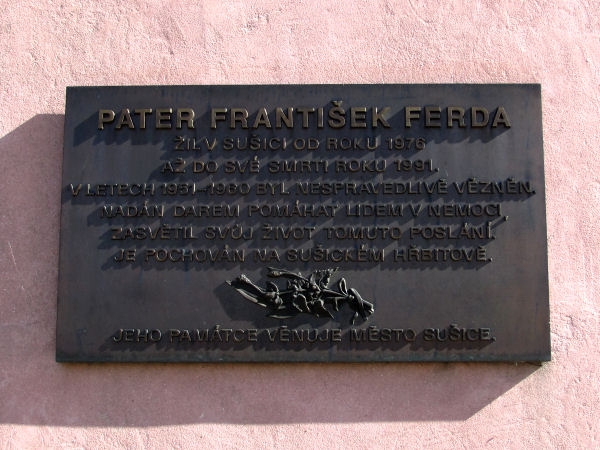 PATER FRANTIŠEK FERDA
ŽIL V SUŠICI OD ROKU 1976
AŽ DO SVÉ SMRTI ROKU 1991.
V LETECH 1951–1960 BYL NESPRAVEDLIVĚ VĚZNĚN.
NADÁN DAREM POMÁHAT LIDEM V NEMOCI,
ZASVĚTIL SVŮJ ŽIVOT TOMUTO POSLÁNÍ.
JE POCHOVÁN NA SUŠICKÉM HŘBITOVĚ.
JEHO PAMÁTCE VĚNUJE MĚSTO SUŠICE.